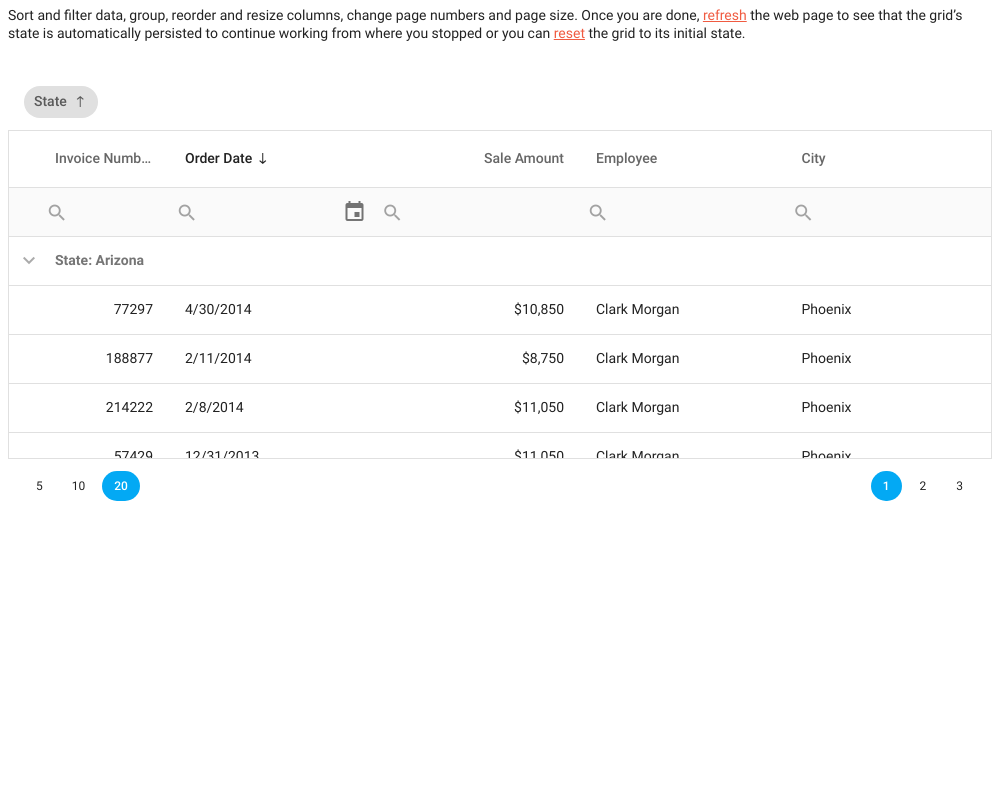 Sort and filter data, group, reorder and resize columns, change page numbers and page size. Once you are done, refresh the web page to see that the grid's
state is automatically persisted to continue working from where you stopped or you can reset the grid to its initial state.
State ↑
Invoice Numb... Order Date ↓ Sale Amount Employee City
State: Arizona
77297 4/30/2014 $10,850 Clark Morgan Phoenix
188877 2/11/2014 $8,750 Clark Morgan Phoenix
214222 2/8/2014 $11,050 Clark Morgan Phoenix
57429 12/31/2013 $11,050 Clark Morgan Phoenix
5 10 20 1 2 3